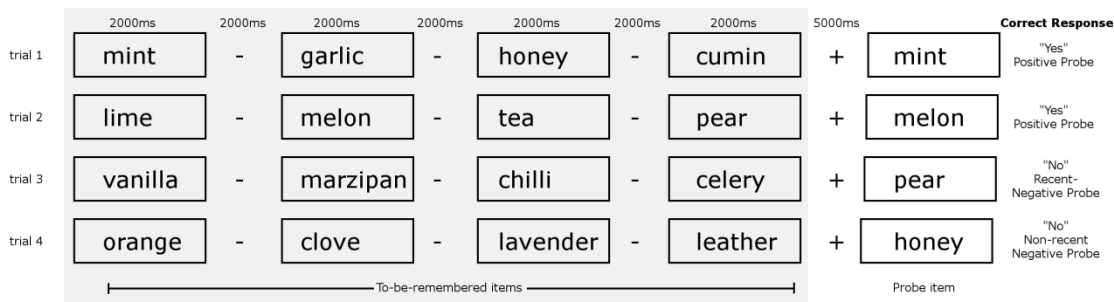 2000ms 2000ms 2000ms 2000ms 2000ms 2000ms 2000ms 5000ms Correct Response
trial 1 mint - garlic - honey - cumin + mint "Yes"
Positive Probe
trial 2 lime - melon - tea - pear + melon "Yes"
Positive Probe
trial 3 vanilla - marzipan - chilli - celery + pear "No"
Recent-
Negative Probe
trial 4 orange - clove - lavender - leather + honey "No"
Non-recent
Negative Probe
To-be-remembered items Probe item